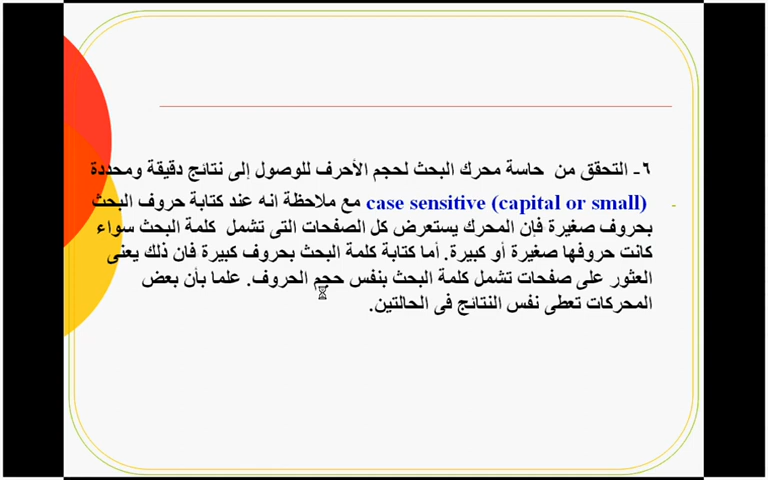 ٦- التحقق من حاسة محرك البحث لحجم الأحرف للوصول إلى نتائج دقيقة ومحددة
case sensitive (capital or small) مع ملاحظة انه عند كتابة حروف البحث
بحروف صغيرة فإن المحرك يستعرض كل الصفحات التى تشمل كلمة البحث سواء
كانت حروفها صغيرة أو كبيرة. أما كتابة كلمة البحث بحروف كبيرة فان ذلك يعنى
العثور على صفحات تشمل كلمة البحث بنفس حجم الحروف. علما بأن بعض
المحركات تعطى نفس النتائج فى الحالتين.